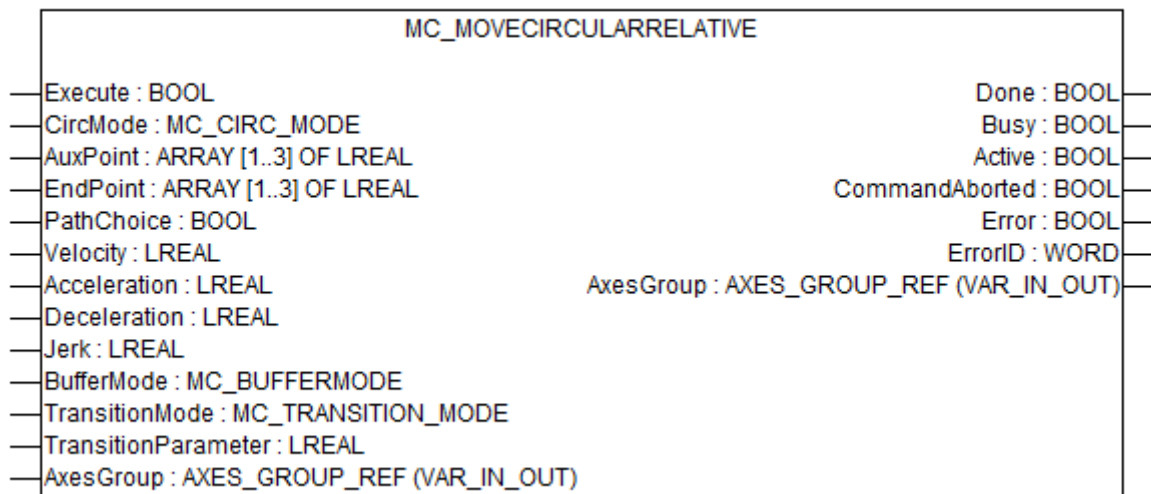 MC_MOVECIRCULARRELATIVE
Execute : BOOL Done : BOOL
CircMode : MC_CIRC_MODE Busy : BOOL
AuxPoint : ARRAY [1..3] OF LREAL Active : BOOL
EndPoint : ARRAY [1..3] OF LREAL CommandAborted : BOOL
PathChoice : BOOL Error : BOOL
Velocity : LREAL ErrorID : WORD
Acceleration : LREAL AxesGroup : AXES_GROUP_REF (VAR_IN_OUT)
Deceleration : LREAL
Jerk : LREAL
BufferMode : MC_BUFFERMODE
TransitionMode : MC_TRANSITION_MODE
TransitionParameter : LREAL
AxesGroup : AXES_GROUP_REF (VAR_IN_OUT)